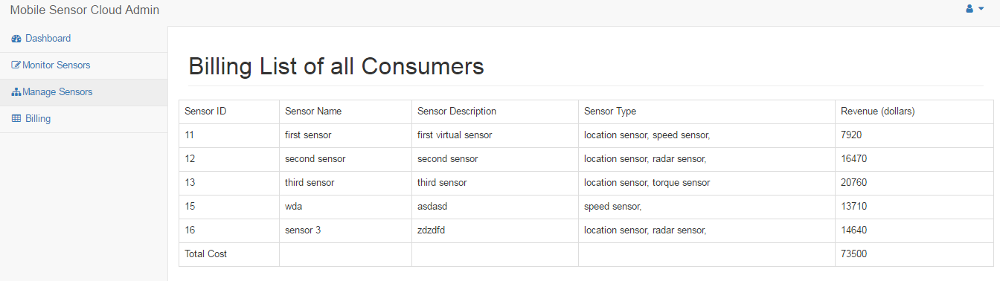 Mobile Sensor Cloud Admin
Dashboard
Monitor Sensors
Manage Sensors
Billing
Billing List of all Consumers
Sensor ID Sensor Name Sensor Description Sensor Type Revenue (dollars)
11 first sensor first virtual sensor location sensor, speed sensor, 7920
12 second sensor second sensor location sensor, radar sensor, 16470
13 third sensor third sensor location sensor, torque sensor 20760
15 wda asdasd speed sensor, 13710
16 sensor 3 zdzdfd location sensor, radar sensor, 14640
Total Cost 73500